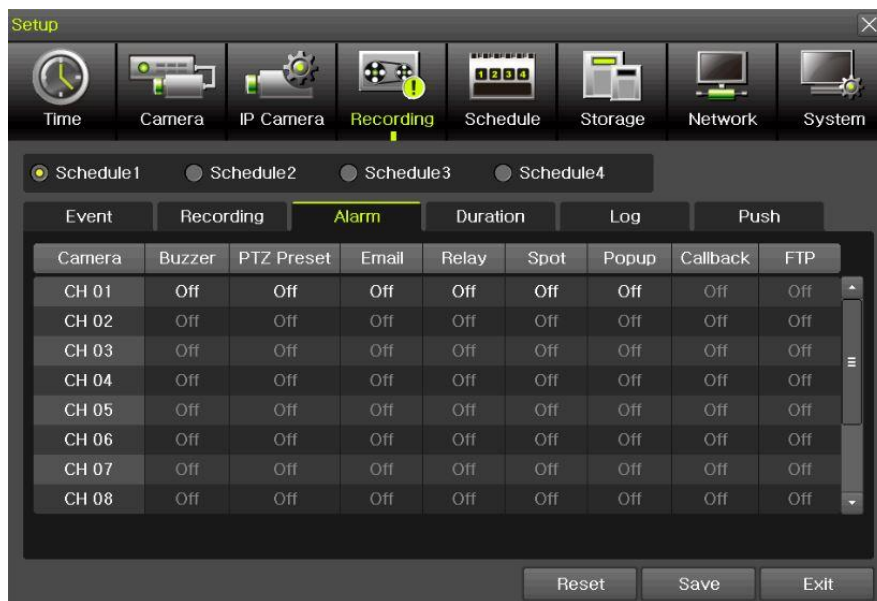 Setup
Time Camera IP Camera Recording Schedule Storage Network System
Schedule1 Schedule2 Schedule3 Schedule4
Event Recording Alarm Duration Log Push
Camera Buzzer PTZ Preset Email Relay Spot Popup Callback FTP
CH 01 Off Off Off Off Off Off Off Off
CH 02 Off Off Off Off Off Off Off Off
CH 03 Off Off Off Off Off Off Off Off
CH 04 Off Off Off Off Off Off Off Off
CH 05 Off Off Off Off Off Off Off Off
CH 06 Off Off Off Off Off Off Off Off
CH 07 Off Off Off Off Off Off Off Off
CH 08 Off Off Off Off Off Off Off Off
Reset Save Exit